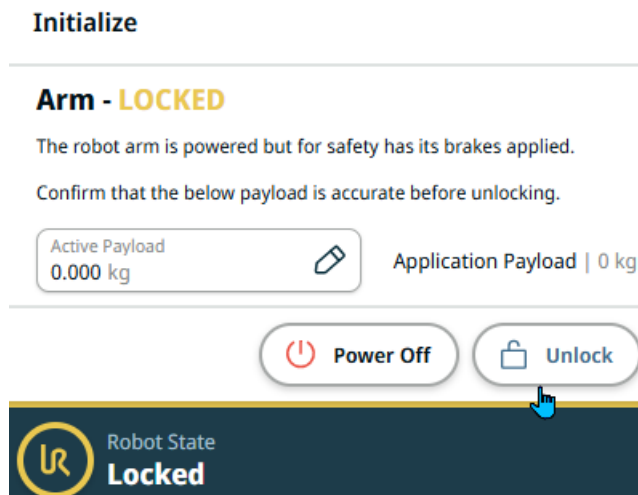 Initialize
Arm - LOCKED
The robot arm is powered but for safety has its brakes applied.
Confirm that the below payload is accurate before unlocking.
Active Payload
0.000 kg
Application Payload | 0 kg
Power Off
Unlock
UR
Robot State
Locked